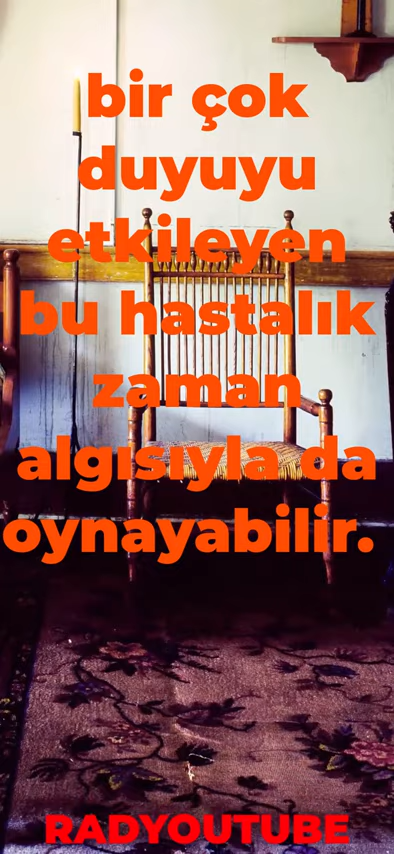 bir çok
duyuyu
etkileyen
bu hastalık
zaman
algısıyla da
oynayabilir.
RADYOUTUBE